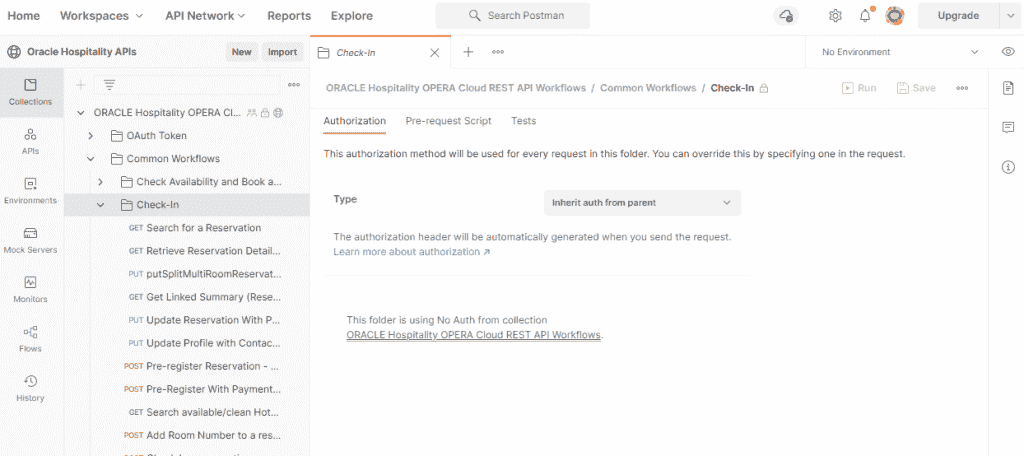 Home Workspaces API Network Reports Explore Search Postman Upgrade
Oracle Hospitality APIs New Import Check-In No Environment
Collections
APIs
Environments
Mock Servers
Monitors
Flows
History
ORACLE Hospitality OPERA Cl...
OAuth Token
Common Workflows
Check Availability and Book a...
Check-In
GET Search for a Reservation
GET Retrieve Reservation Detail...
PUT putSplitMultiRoomReservat...
GET Get Linked Summary (Rese...
PUT Update Reservation With P...
PUT Update Profile with Contac...
POST Pre-register Reservation - ...
POST Pre-Register With Payment...
GET Search available/clean Hot...
POST Add Room Number to a res...
ORACLE Hospitality OPERA Cloud REST API Workflows / Common Workflows / Check-In Run Save
Authorization Pre-request Script Tests
This authorization method will be used for every request in this folder. You can override this by specifying one in the request.
Type Inherit auth from parent
The authorization header will be automatically generated when you send the request.
Learn more about authorization ↗
This folder is using No Auth from collection
ORACLE Hospitality OPERA Cloud REST API Workflows.